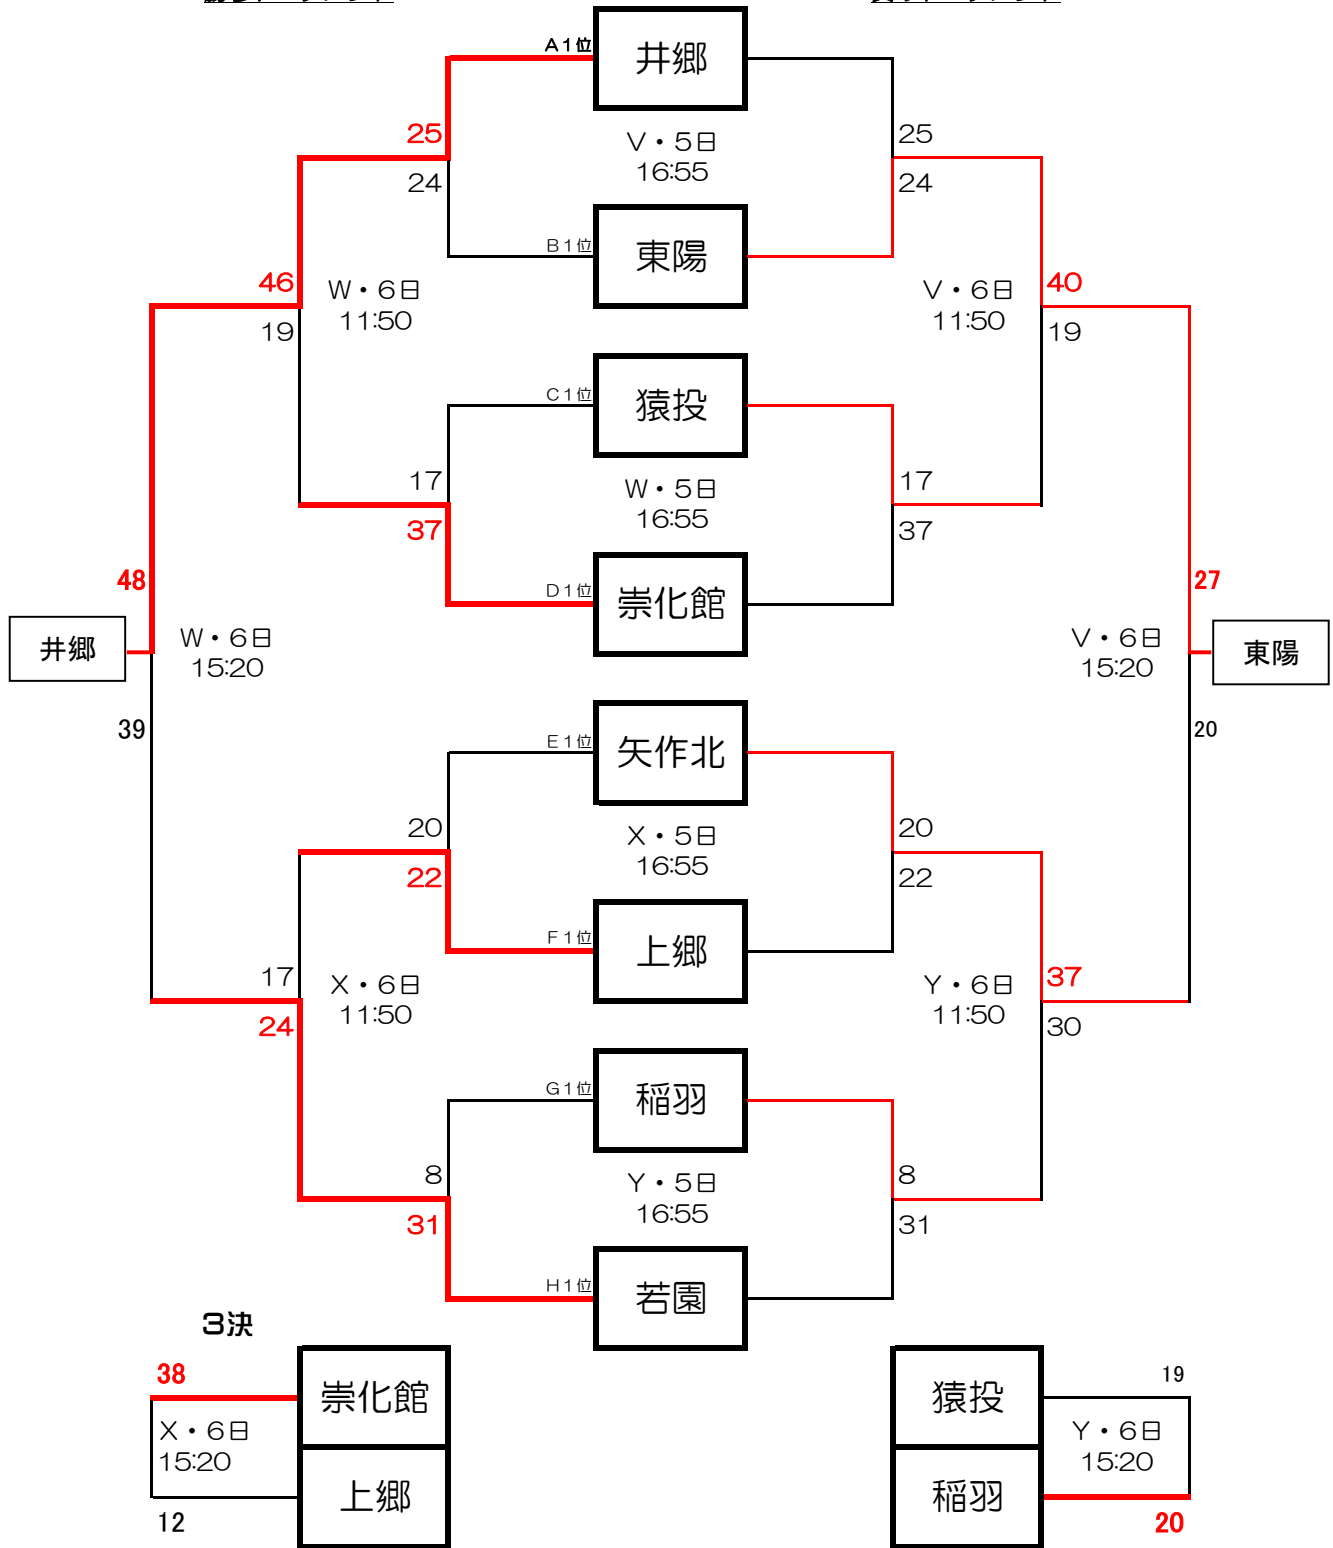 A1位
井郷
25
V・5日
25
16:55
24
24
B1位
東陽
46
W・6日
V・6日
40
11:50
11:50
19
19
C1位
猿投
17
W・5日
17
16:55
37
37
D1位
崇化館
48
27
井郷
W・6日
V・6日
東陽
15:20
15:20
39
20
E1位
矢作北
20
X・5日
20
16:55
22
22
F1位
上郷
17
X・6日
Y・6日
37
11:50
11:50
24
30
G1位
稲羽
8
Y・5日
8
16:55
31
31
H1位
若園
3決
38
崇化館
猿投
19
X・6日
Y・6日
15:20
15:20
上郷
稲羽
12
20